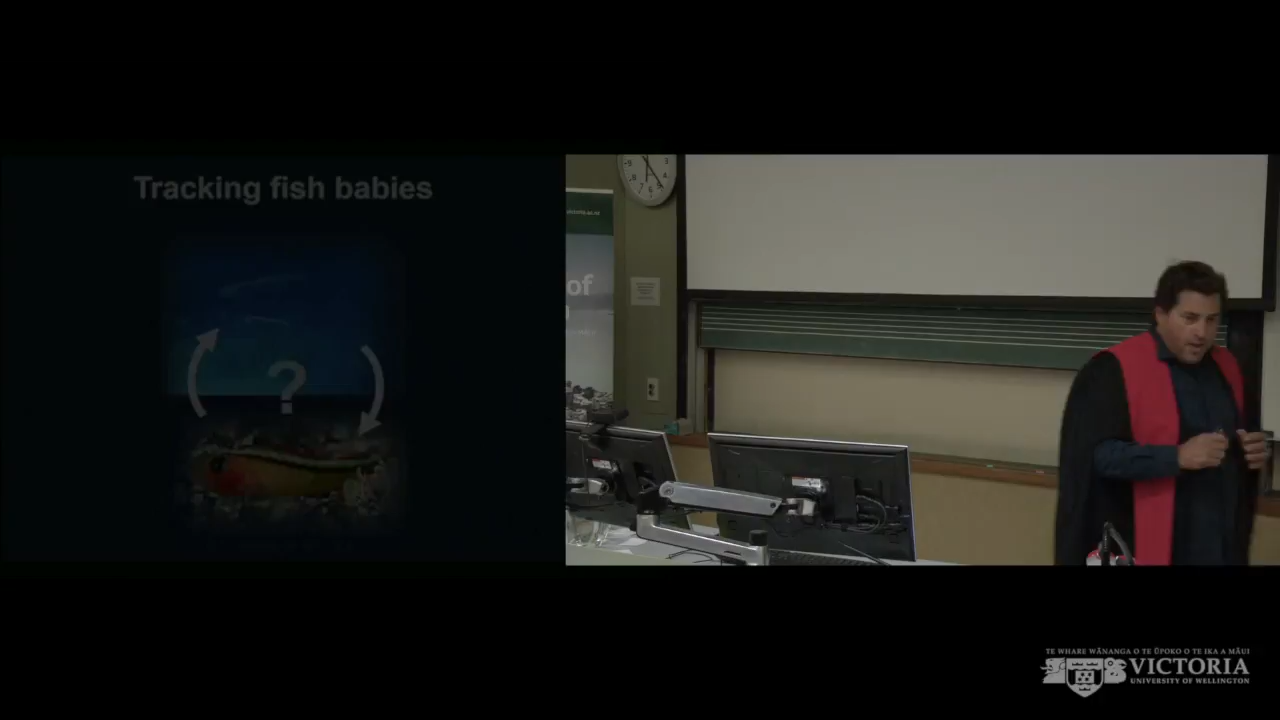 Tracking fish babies
?
of
TE WHARE WĀNANGA O TE ŪPOKO O TE IKA A MĀUI
VICTORIA
UNIVERSITY OF WELLINGTON